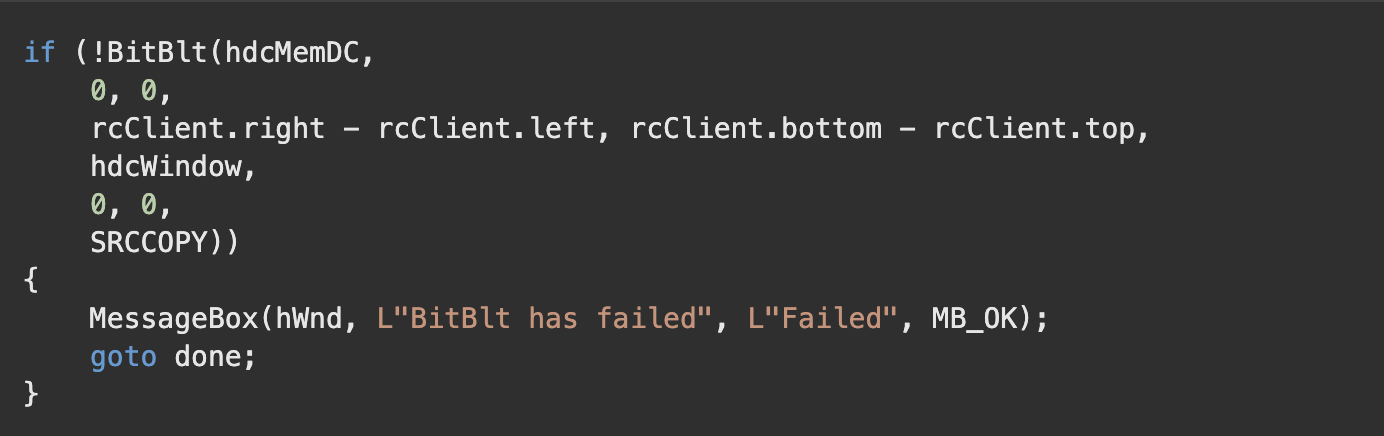 if (!BitBlt(hdcMemDC,
    0, 0,
    rcClient.right - rcClient.left, rcClient.bottom - rcClient.top,
    hdcWindow,
    0, 0,
    SRCCOPY))
{
    MessageBox(hWnd, L"BitBlt has failed", L"Failed", MB_OK);
    goto done;
}